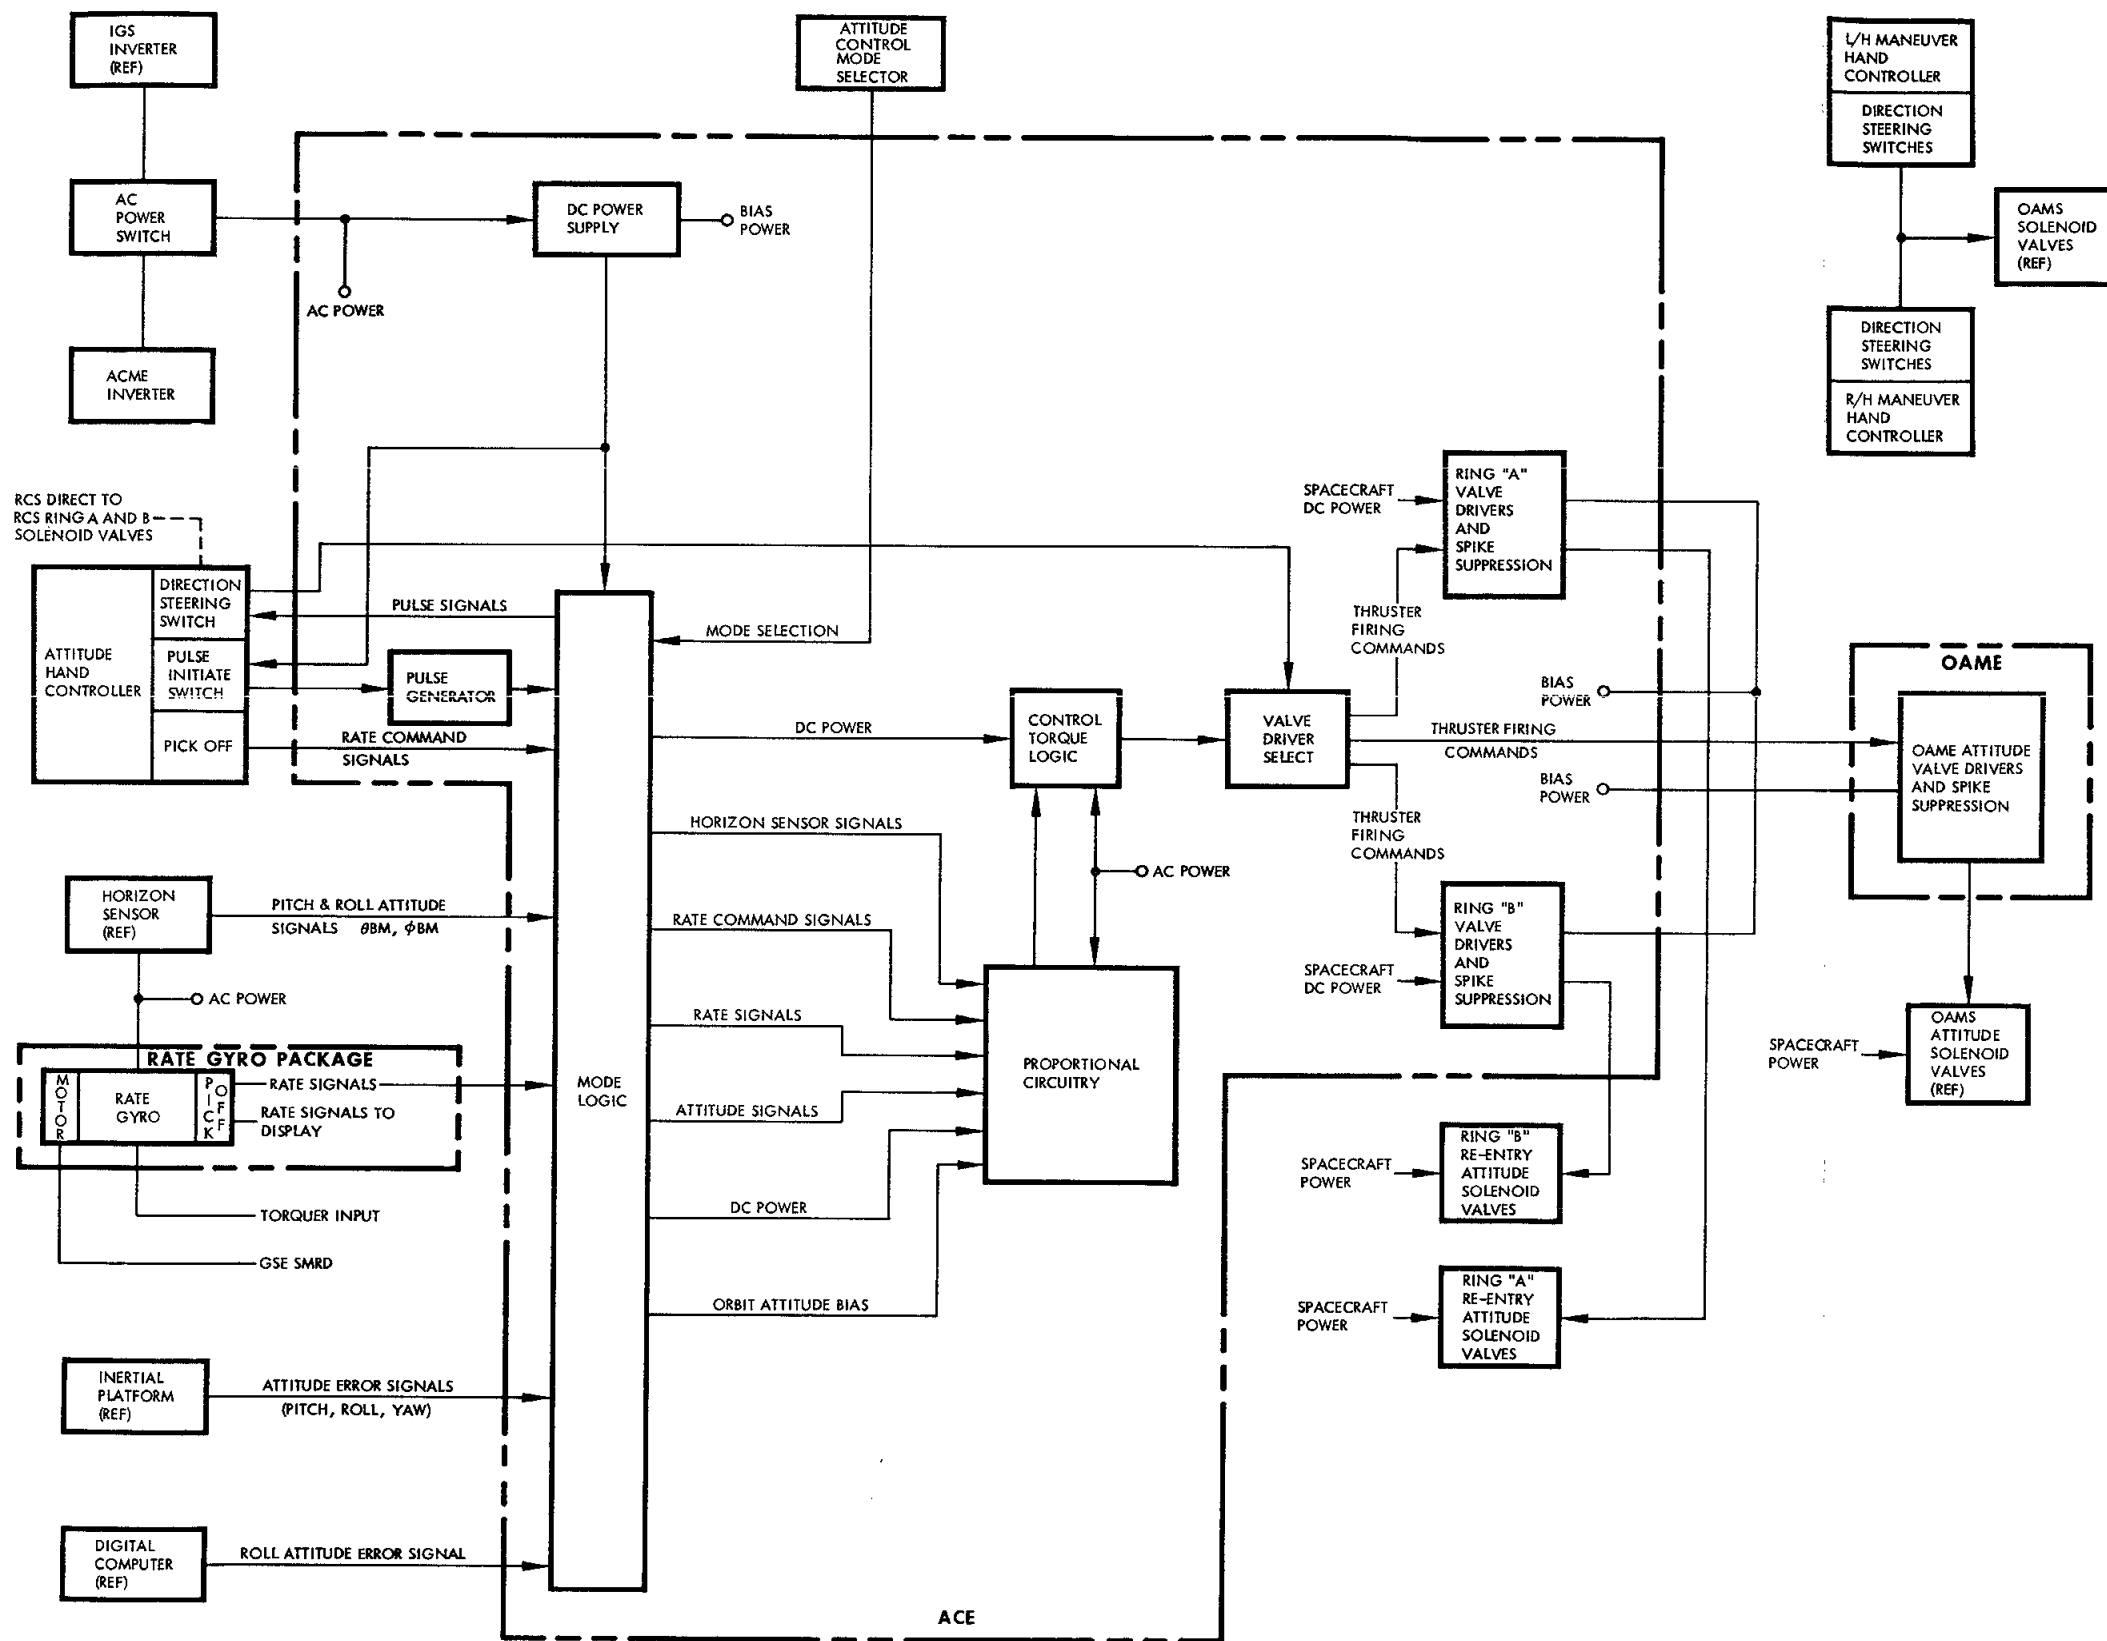 IGS
INVERTER
(REF)
ATTITUDE
CONTROL
MODE
SELECTOR
L/H MANEUVER
HAND
CONTROLLER
DIRECTION
STEERING
SWITCHES
AC
POWER
SWITCH
DC POWER
SUPPLY
BIAS
POWER
OAMS
SOLENOID
VALVES
(REF)
AC POWER
ACME
INVERTER
DIRECTION
STEERING
SWITCHES
R/H MANEUVER
HAND
CONTROLLER
RCS DIRECT TO
RCS RING A AND B
SOLENOID VALVES
SPACECRAFT
DC POWER
RING "A"
VALVE
DRIVERS
AND
SPIKE
SUPPRESSION
ATTITUDE
HAND
CONTROLLER
DIRECTION
STEERING
SWITCH
PULSE
INITIATE
SWITCH
PICK OFF
PULSE SIGNALS
PULSE
GENERATOR
RATE COMMAND
SIGNALS
MODE SELECTION
THRUSTER
FIRING
COMMANDS
DC POWER
CONTROL
TORQUE
LOGIC
VALVE
DRIVER
SELECT
BIAS
POWER
THRUSTER FIRING
COMMANDS
BIAS
POWER
OAME
OAME ATTITUDE
VALVE DRIVERS
AND SPIKE
SUPPRESSION
HORIZON SENSOR SIGNALS
THRUSTER
FIRING
COMMANDS
AC POWER
HORIZON
SENSOR
(REF)
PITCH & ROLL ATTITUDE
SIGNALS θBM, ϕBM
RATE COMMAND SIGNALS
RING "B"
VALVE
DRIVERS
AND
SPIKE
SUPPRESSION
SPACECRAFT
DC POWER
AC POWER
RATE SIGNALS
OAMS
ATTITUDE
SOLENOID
VALVES
(REF)
SPACECRAFT
POWER
RATE GYRO PACKAGE
MOTOR
RATE
GYRO
PICK
OFF
RATE SIGNALS
RATE SIGNALS TO
DISPLAY
MODE
LOGIC
PROPORTIONAL
CIRCUITRY
ATTITUDE SIGNALS
RING "B"
RE-ENTRY
ATTITUDE
SOLENOID
VALVES
SPACECRAFT
POWER
TORQUER INPUT
DC POWER
GSE SMRD
ORBIT ATTITUDE BIAS
SPACECRAFT
POWER
RING "A"
RE-ENTRY
ATTITUDE
SOLENOID
VALVES
INERTIAL
PLATFORM
(REF)
ATTITUDE ERROR SIGNALS
(PITCH, ROLL, YAW)
DIGITAL
COMPUTER
(REF)
ROLL ATTITUDE ERROR SIGNAL
ACE